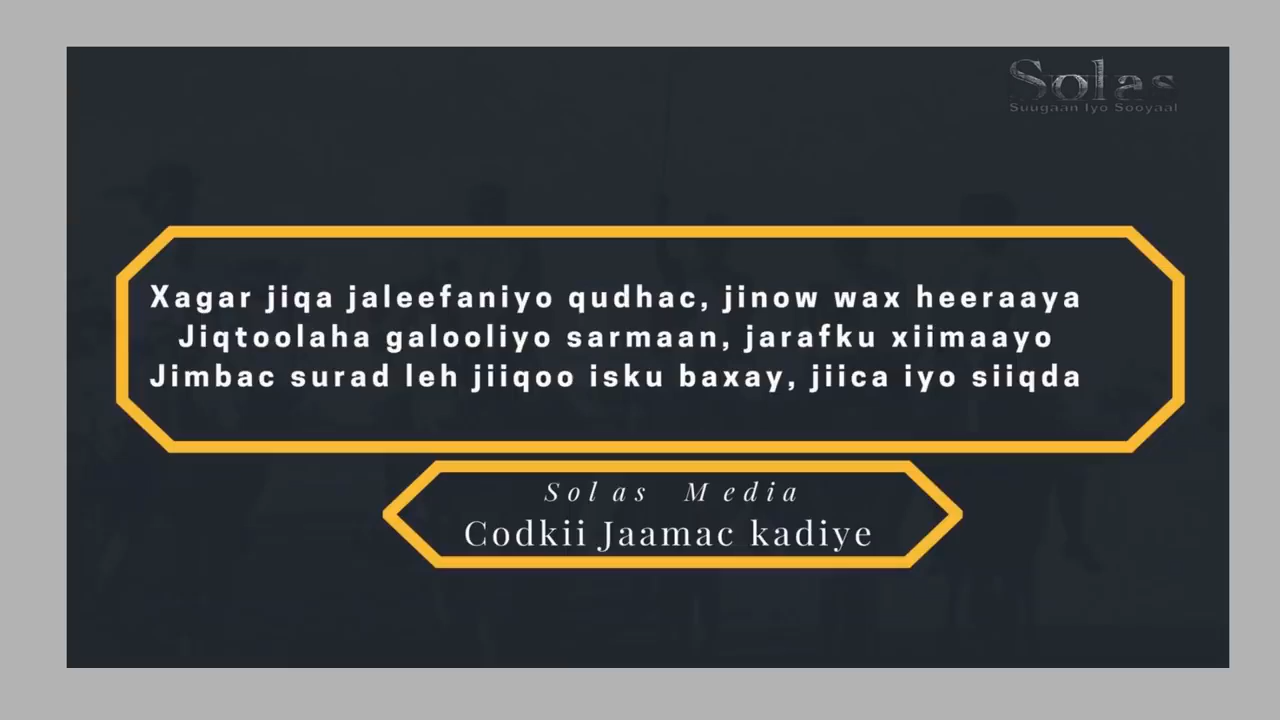 Solas
Suugaan Iyo Sooyaal
Xagar jiqa jaleefaniyo qudhac, jinow wax heeraaya
Jiqtoolaha galooliyo sarmaan, jarafku xiimaayo
Jimbac surad leh jiiqoo isku baxay, jiica iyo siiqda
Solas Media
Codkii Jaamac kadiye